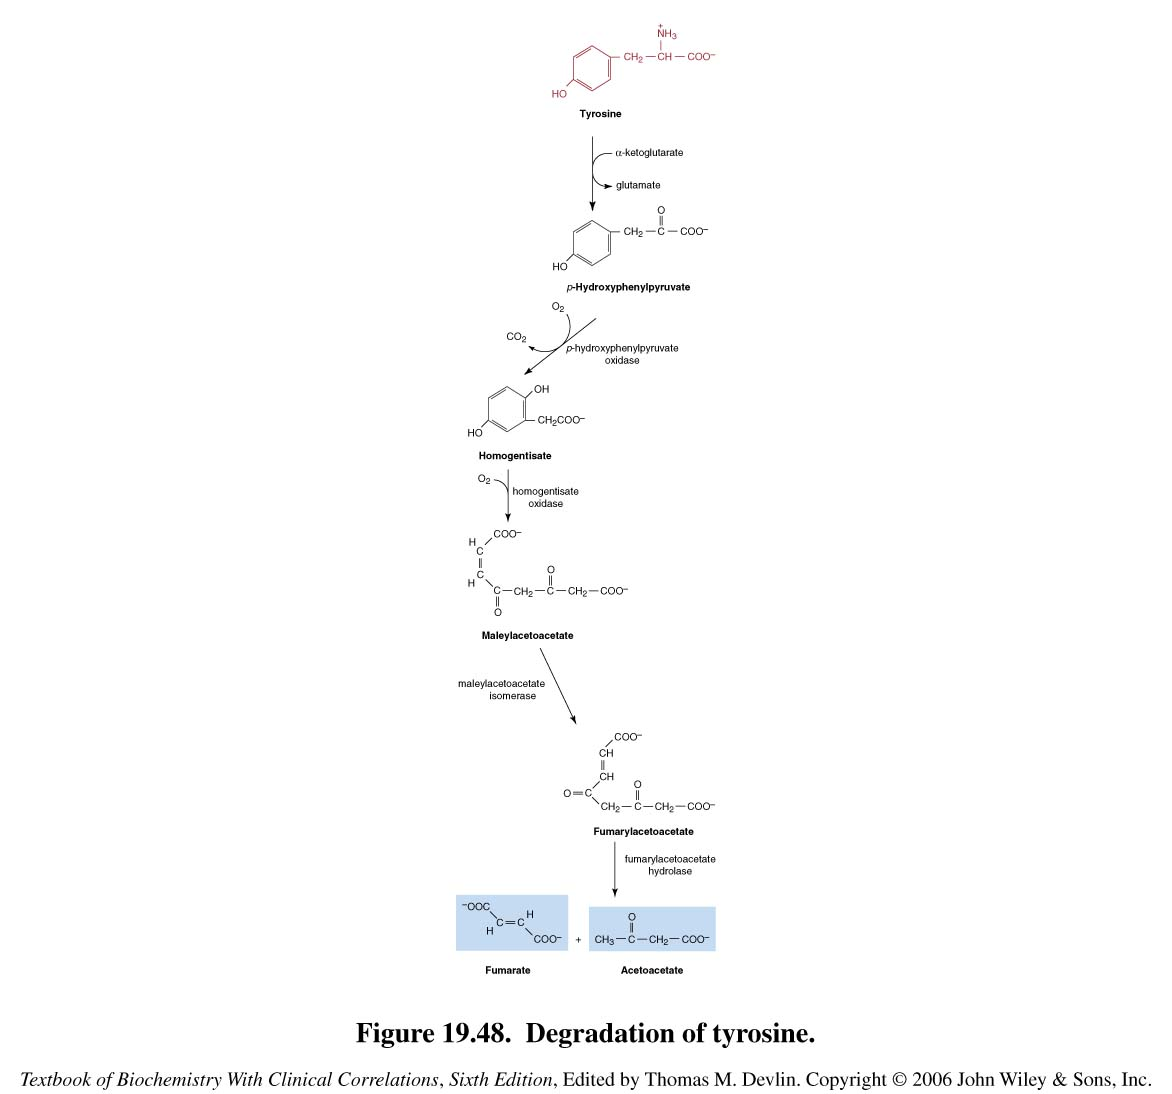 +
NH3
CH2—CH—COO−
HO
Tyrosine
α-ketoglutarate
glutamate
O
CH2—C—COO−
HO
p-Hydroxyphenylpyruvate
O2
CO2
p-hydroxyphenylpyruvate
oxidase
OH
CH2COO−
HO
Homogentisate
O2
homogentisate
oxidase
COO−
H
C
C
H
O
C—CH2—C—CH2—COO−
O
Maleylacetoacetate
maleylacetoacetate
isomerase
COO−
CH
CH
O
O=C
CH2—C—CH2—COO−
Fumarylacetoacetate
fumarylacetoacetate
hydrolase
−OOC
H
C=C
H
COO−
+
O
CH3—C—CH2—COO−
Fumarate
Acetoacetate
Figure 19.48. Degradation of tyrosine.
Textbook of Biochemistry With Clinical Correlations, Sixth Edition, Edited by Thomas M. Devlin. Copyright © 2006 John Wiley & Sons, Inc.